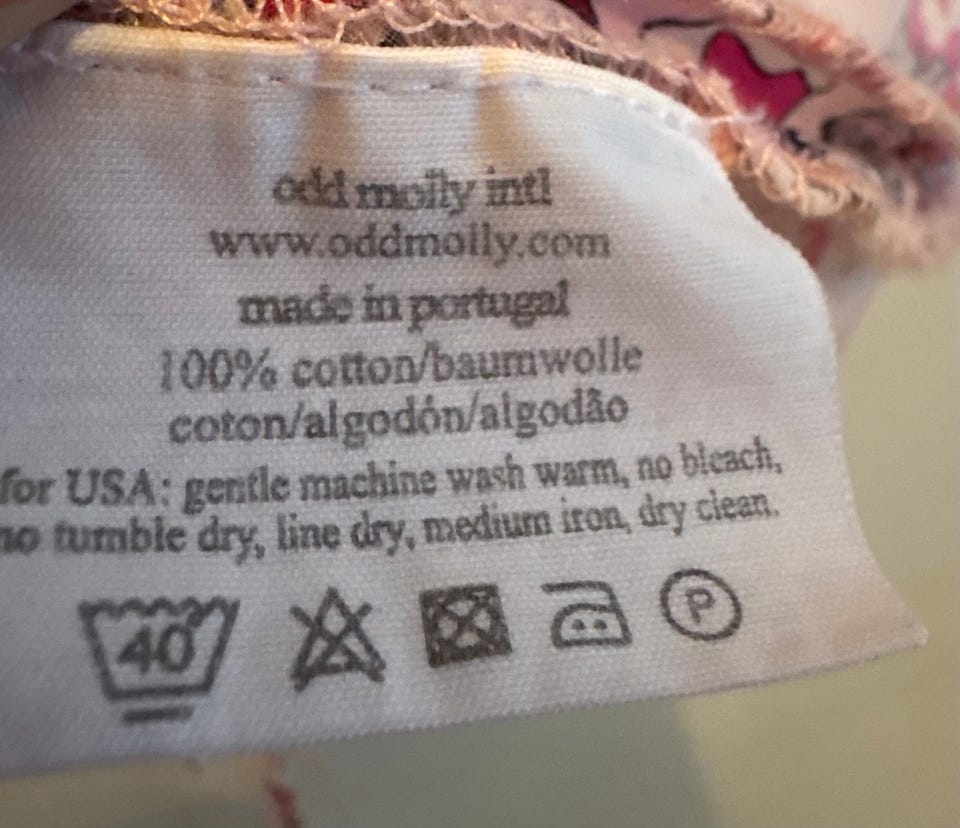 odd molly intl
www.oddmolly.com
made in portugal
100% cotton/baumwolle
coton/algodón/algodão
for USA: gentle machine wash warm, no bleach,
no tumble dry, line dry, medium iron, dry clean.
40 P